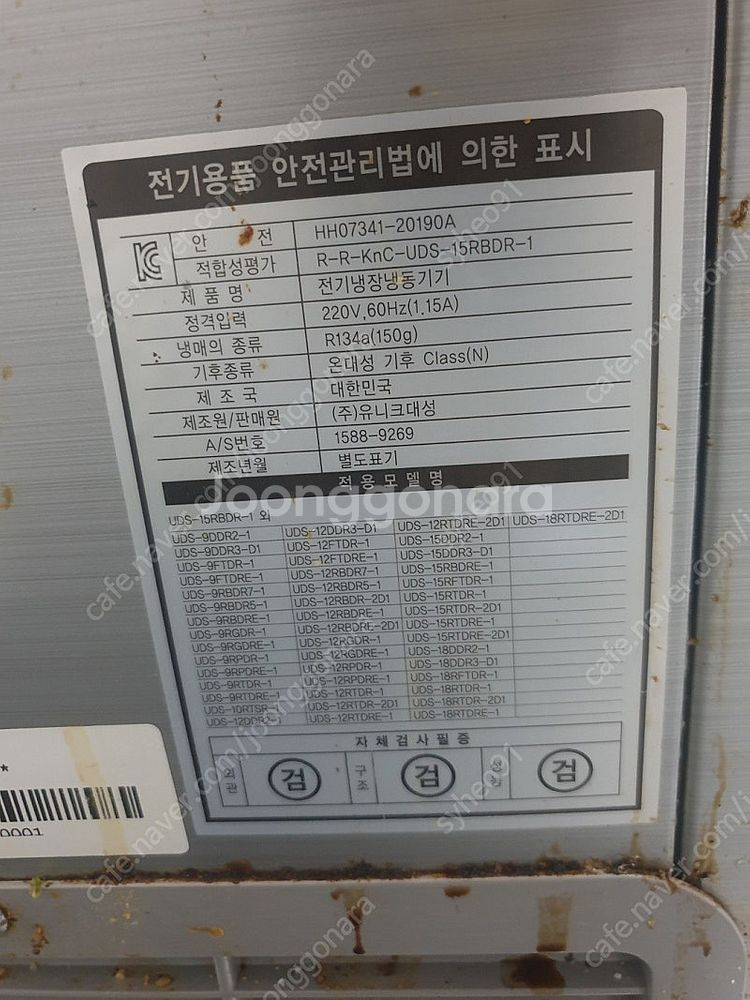 전기용품 안전관리법에 의한 표시
안 전 HH07341-20190A
적합성평가 R-R-KnC-UDS-15RBDR-1
제 품 명 전기냉장냉동기기
정격입력 220V,60Hz(1.15A)
냉매의 종류 R134a(150g)
기후종류 온대성 기후 Class(N)
제 조 국 대한민국
제조원/판매원 (주)유니크대성
A/S번호 1588-9269
제조년월 별도표기
적용모델명
UDS-15RBDR-1 외
UDS-9DDR2-1 UDS-12DDR3-D1 UDS-12RTDRE-2D1 UDS-18RTDRE-2D1
UDS-9DDR3-D1 UDS-12FTDR-1 UDS-15DDR2-1
UDS-9FTDR-1 UDS-12FTDRE-1 UDS-15DDR3-D1
UDS-9FTDRE-1 UDS-12RBDR7-1 UDS-15RBDRE-1
UDS-9RBDR7-1 UDS-12RBDR5-1 UDS-15RFTDR-1
UDS-9RBDR5-1 UDS-12RBDR-2D1 UDS-15RTDR-1
UDS-9RBDRE-1 UDS-12RBDRE-1 UDS-15RTDR-2D1
UDS-9RGDR-1 UDS-12RBDRE-2D1 UDS-15RTDRE-1
UDS-9RGDRE-1 UDS-12RGDR-1 UDS-15RTDRE-2D1
UDS-9RPDR-1 UDS-12RGDRE-1 UDS-18DDR2-1
UDS-9RPDRE-1 UDS-12RPDR-1 UDS-18DDR3-D1
UDS-9RTDR-1 UDS-12RPDRE-1 UDS-18RFTDR-1
UDS-9RTDRE-1 UDS-12RTDR-1 UDS-18RTDR-1
UDS-10RTSR-1 UDS-12RTDR-2D1 UDS-18RTDR-2D1
UDS-12DDR2-1 UDS-12RTDRE-1 UDS-18RTDRE-1
자체검사필증
외관 검 구조 검 성능 검
0001
Joonggonara
cafe.naver.com/joonggonara
syheo91